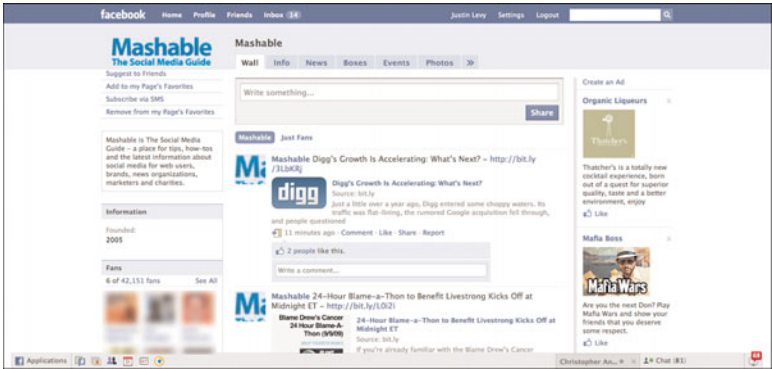 facebook Home Profile Friends Inbox 14 Justin Levy Settings Logout
Mashable
The Social Media Guide
Suggest to Friends
Add to my Page's Favorites
Subscribe via SMS
Remove from my Page's Favorites
Mashable is The Social Media
Guide – a place for tips, how-tos
and the latest information about
social media for web users,
brands, news organizations,
marketers and charities.
Information
Founded:
2005
Fans
6 of 42,151 fans See All
Mashable
Wall Info News Boxes Events Photos »
Write something...
Share
Mashable Just Fans
Mashable Digg's Growth Is Accelerating: What's Next? – http://bit.ly
/3LbKRj
digg
Digg's Growth Is Accelerating: What's Next?
Source: bit.ly
Just a little over a year ago, Digg entered some choppy waters. Its
traffic was flat-lining, the rumored Google acquisition fell through,
and people questioned
11 minutes ago · Comment · Like · Share · Report
2 people like this.
Write a comment...
Mashable 24-Hour Blame-a-Thon to Benefit Livestrong Kicks Off at
Midnight ET – http://bit.ly/L0i2i
Blame Drew's Cancer
24 Hour Blame-A-
Thon (9/9/09)
24-Hour Blame-a-Thon to Benefit Livestrong Kicks Off at
Midnight ET
Source: bit.ly
If you're already familiar with the Blame Drew's Cancer
Create an Ad
Organic Liqueurs
Thatcher's
Thatcher's is a totally new
cocktail experience, born
out of a quest for superior
quality, taste and a better
environment, enjoy
Like
Mafia Boss
Mafia Wars
Are you the next Don? Play
Mafia Wars and show your
friends that you deserve
some respect.
Like
Applications Christopher An... Chat (81)